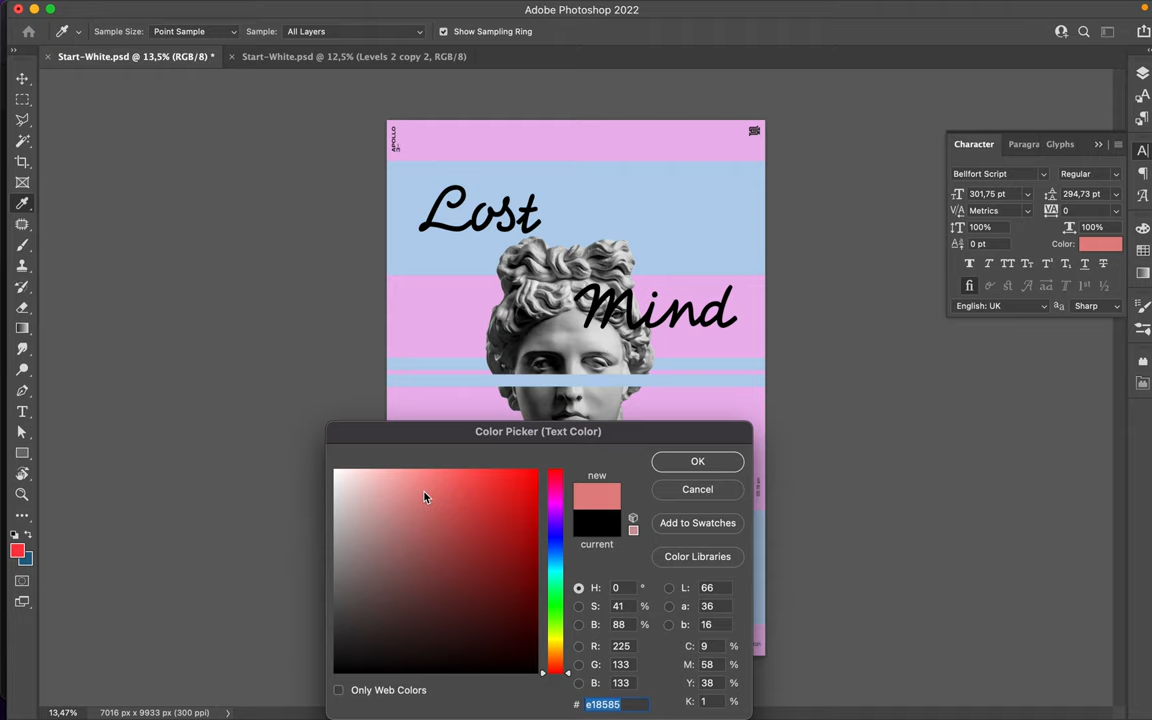 Adobe Photoshop 2022
Sample Size: Point Sample Sample: All Layers Show Sampling Ring
Start-White.psd @ 13,5% (RGB/8) * Start-White.psd @ 12,5% (Levels 2 copy 2, RGB/8)
APOLLO
Lost
Mind
Character Paragra Glyphs
Bellfort Script Regular
301,75 pt 294,73 pt
Metrics 0
100% 100%
0 pt Color:
English: UK Sharp
Color Picker (Text Color)
new
current
OK
Cancel
Add to Swatches
Color Libraries
H: 0 ° L: 66
S: 41 % a: 36
B: 88 % b: 16
R: 225 C: 9 %
G: 133 M: 58 %
B: 133 Y: 38 %
# e18585 K: 1 %
Only Web Colors
13,47% 7016 px x 9933 px (300 ppi)